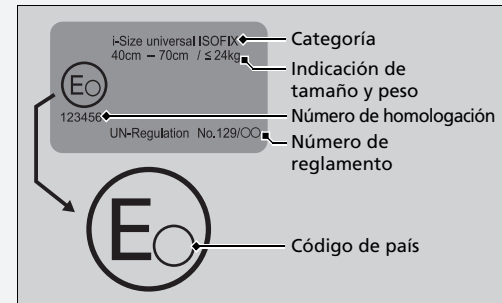 i-Size universal ISOFIX
40cm – 70cm / ≤ 24kg
E
123456
UN-Regulation No.129/○○
E
Categoría
Indicación de
tamaño y peso
Número de homologación
Número de
reglamento
Código de país